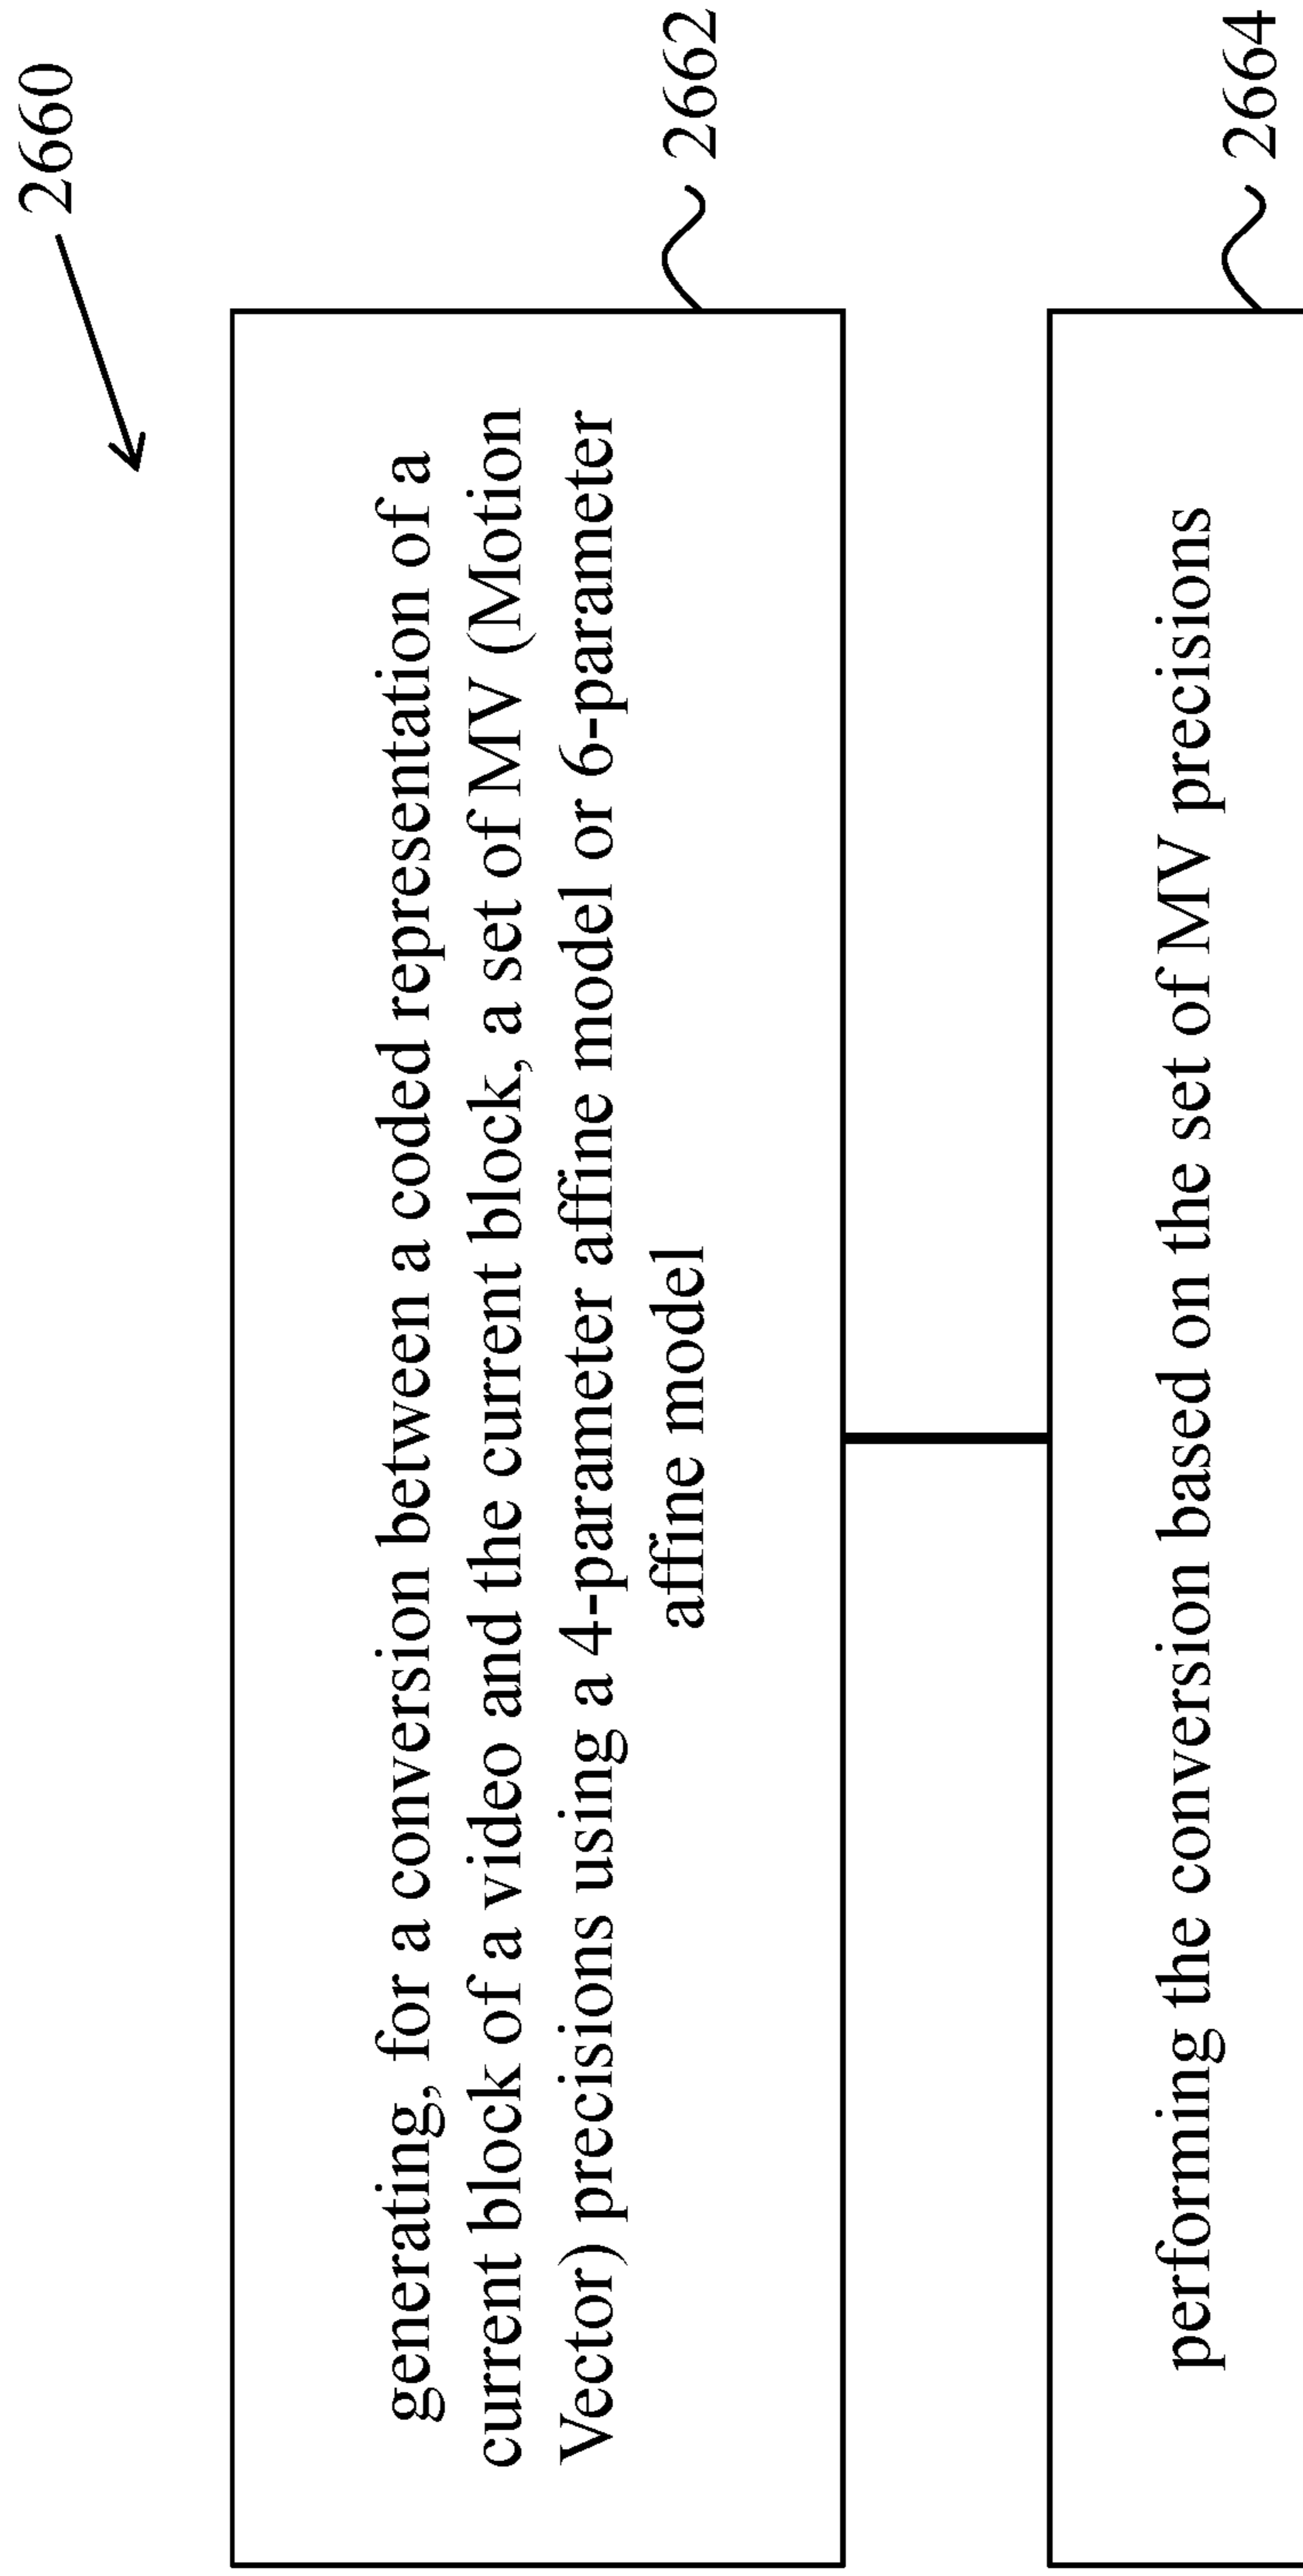 2660
generating, for a conversion between a coded representation of a
current block of a video and the current block, a set of MV (Motion
Vector) precisions using a 4-parameter affine model or 6-parameter
affine model
2662
performing the conversion based on the set of MV precisions
2664